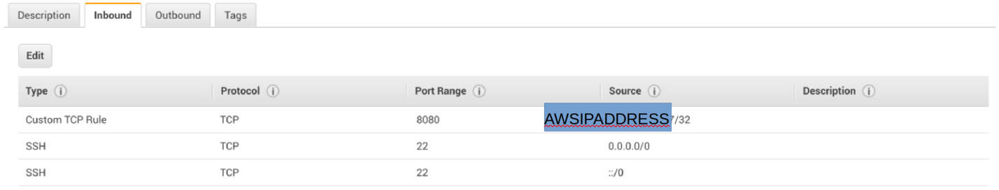 Description Inbound Outbound Tags
Edit
Type i Protocol i Port Range i Source i Description i
Custom TCP Rule TCP 8080 AWSIPADDRESS /32
SSH TCP 22 0.0.0.0/0
SSH TCP 22 ::/0